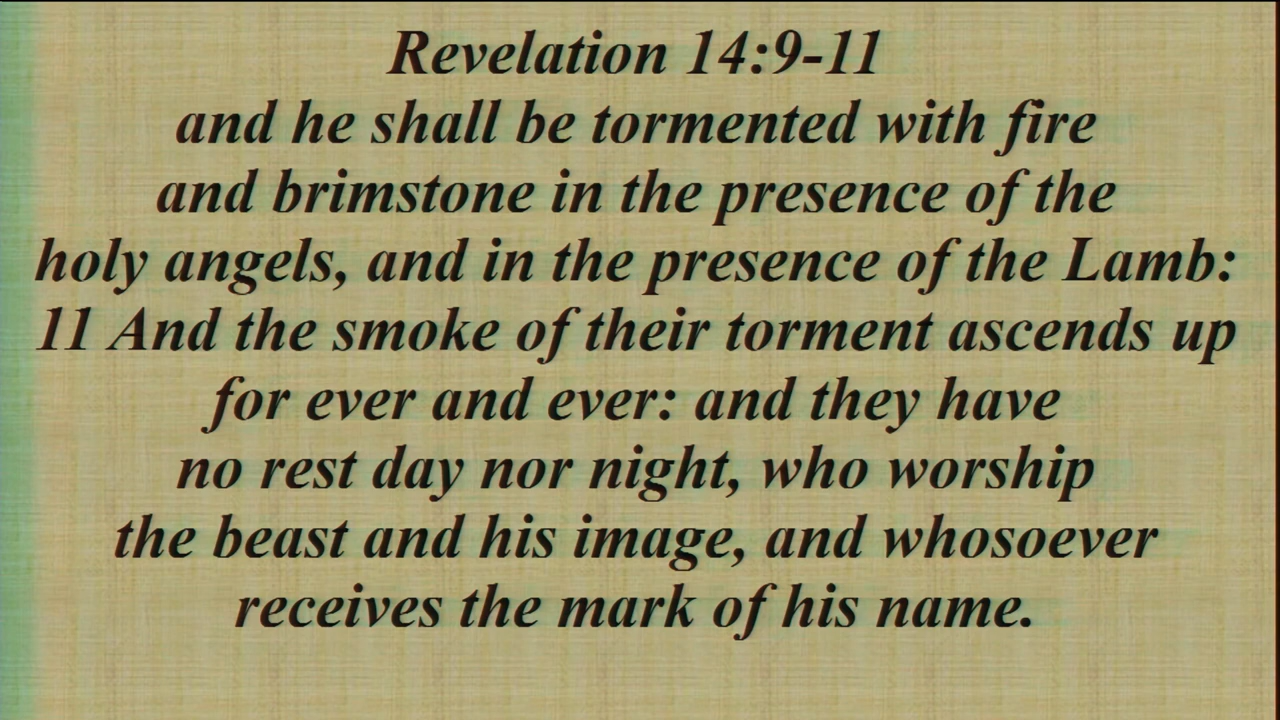 Revelation 14:9-11
and he shall be tormented with fire
and brimstone in the presence of the
holy angels, and in the presence of the Lamb:
11 And the smoke of their torment ascends up
for ever and ever: and they have
no rest day nor night, who worship
the beast and his image, and whosoever
receives the mark of his name.